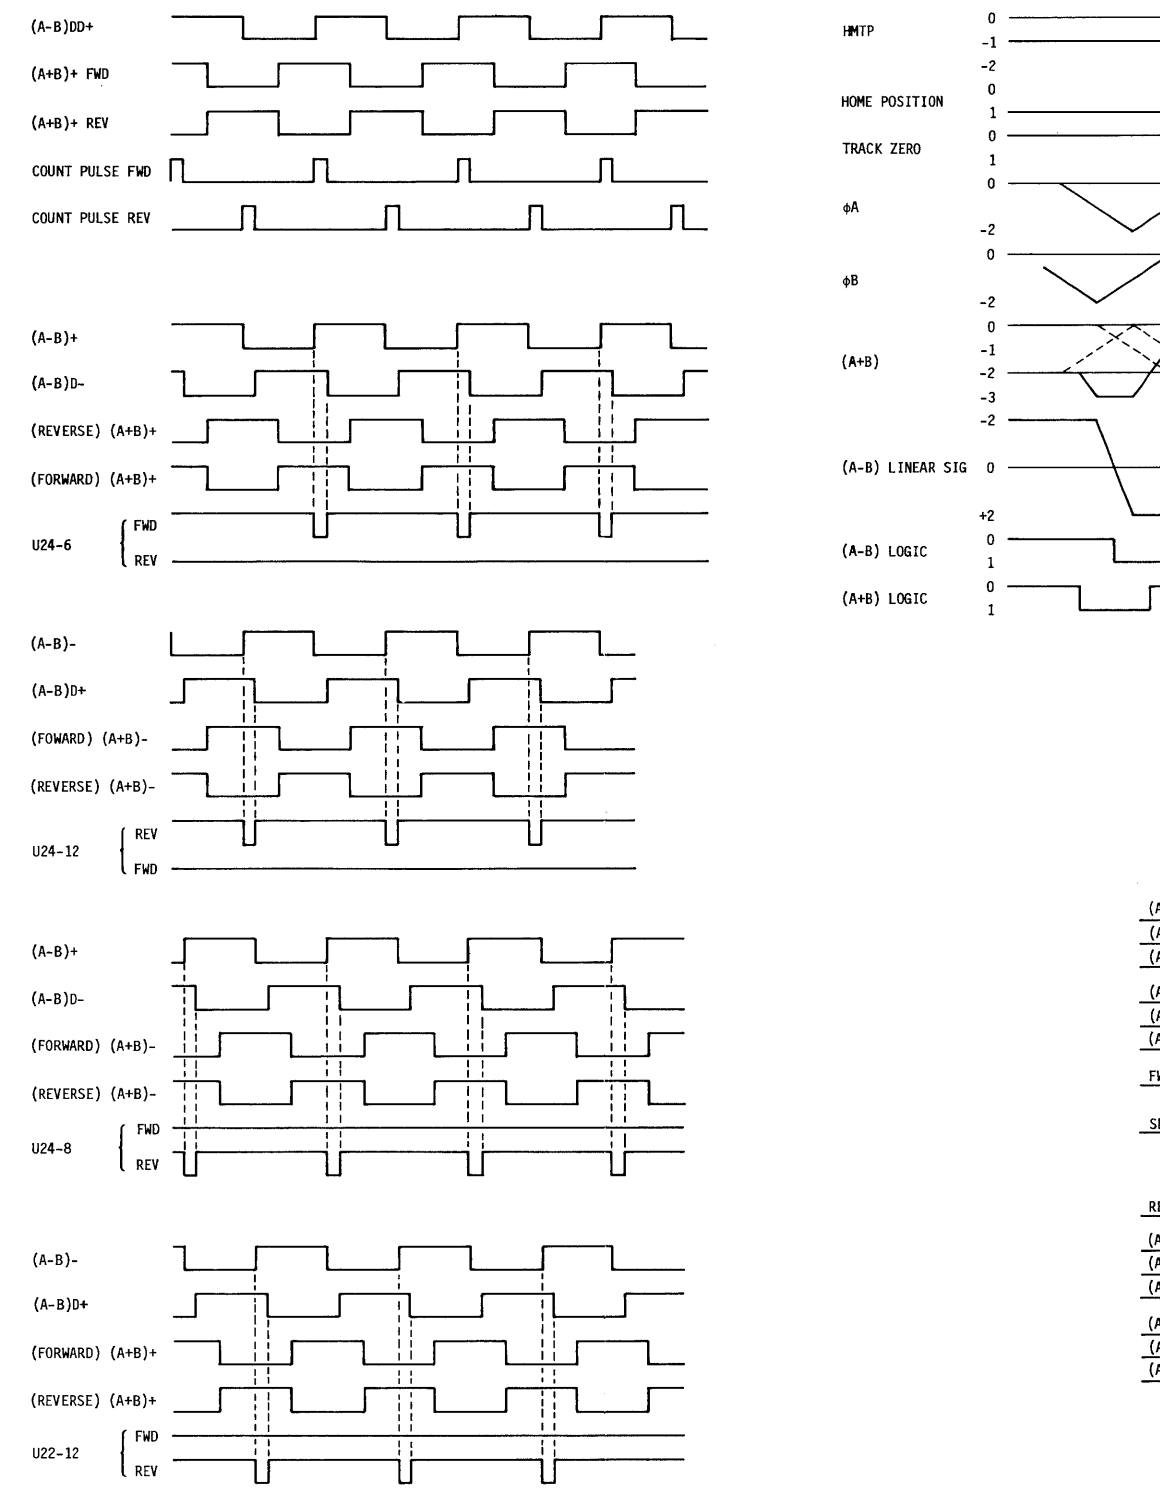 (A-B)DD+
(A+B)+ FWD
(A+B)+ REV
COUNT PULSE FWD
COUNT PULSE REV
(A-B)+
(A-B)D-
(REVERSE) (A+B)+
(FORWARD) (A+B)+
U24-6
FWD
REV
(A-B)-
(A-B)D+
(FOWARD) (A+B)-
(REVERSE) (A+B)-
U24-12
REV
FWD
(A-B)+
(A-B)D-
(FORWARD) (A+B)-
(REVERSE) (A+B)-
U24-8
FWD
REV
(A-B)-
(A-B)D+
(FORWARD) (A+B)+
(REVERSE) (A+B)+
U22-12
FWD
REV
HMTP
0
-1
-2
HOME POSITION
0
1
TRACK ZERO
0
1
ϕA
0
-2
ϕB
0
-2
(A+B)
0
-1
-2
-3
(A-B) LINEAR SIG
-2
0
+2
(A-B) LOGIC
0
1
(A+B) LOGIC
0
1